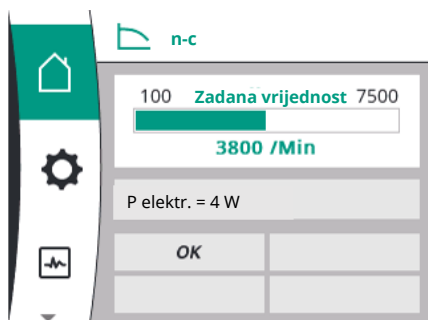 n-c
100 Zadana vrijednost 7500
3800 /Min
P elektr. = 4 W
OK